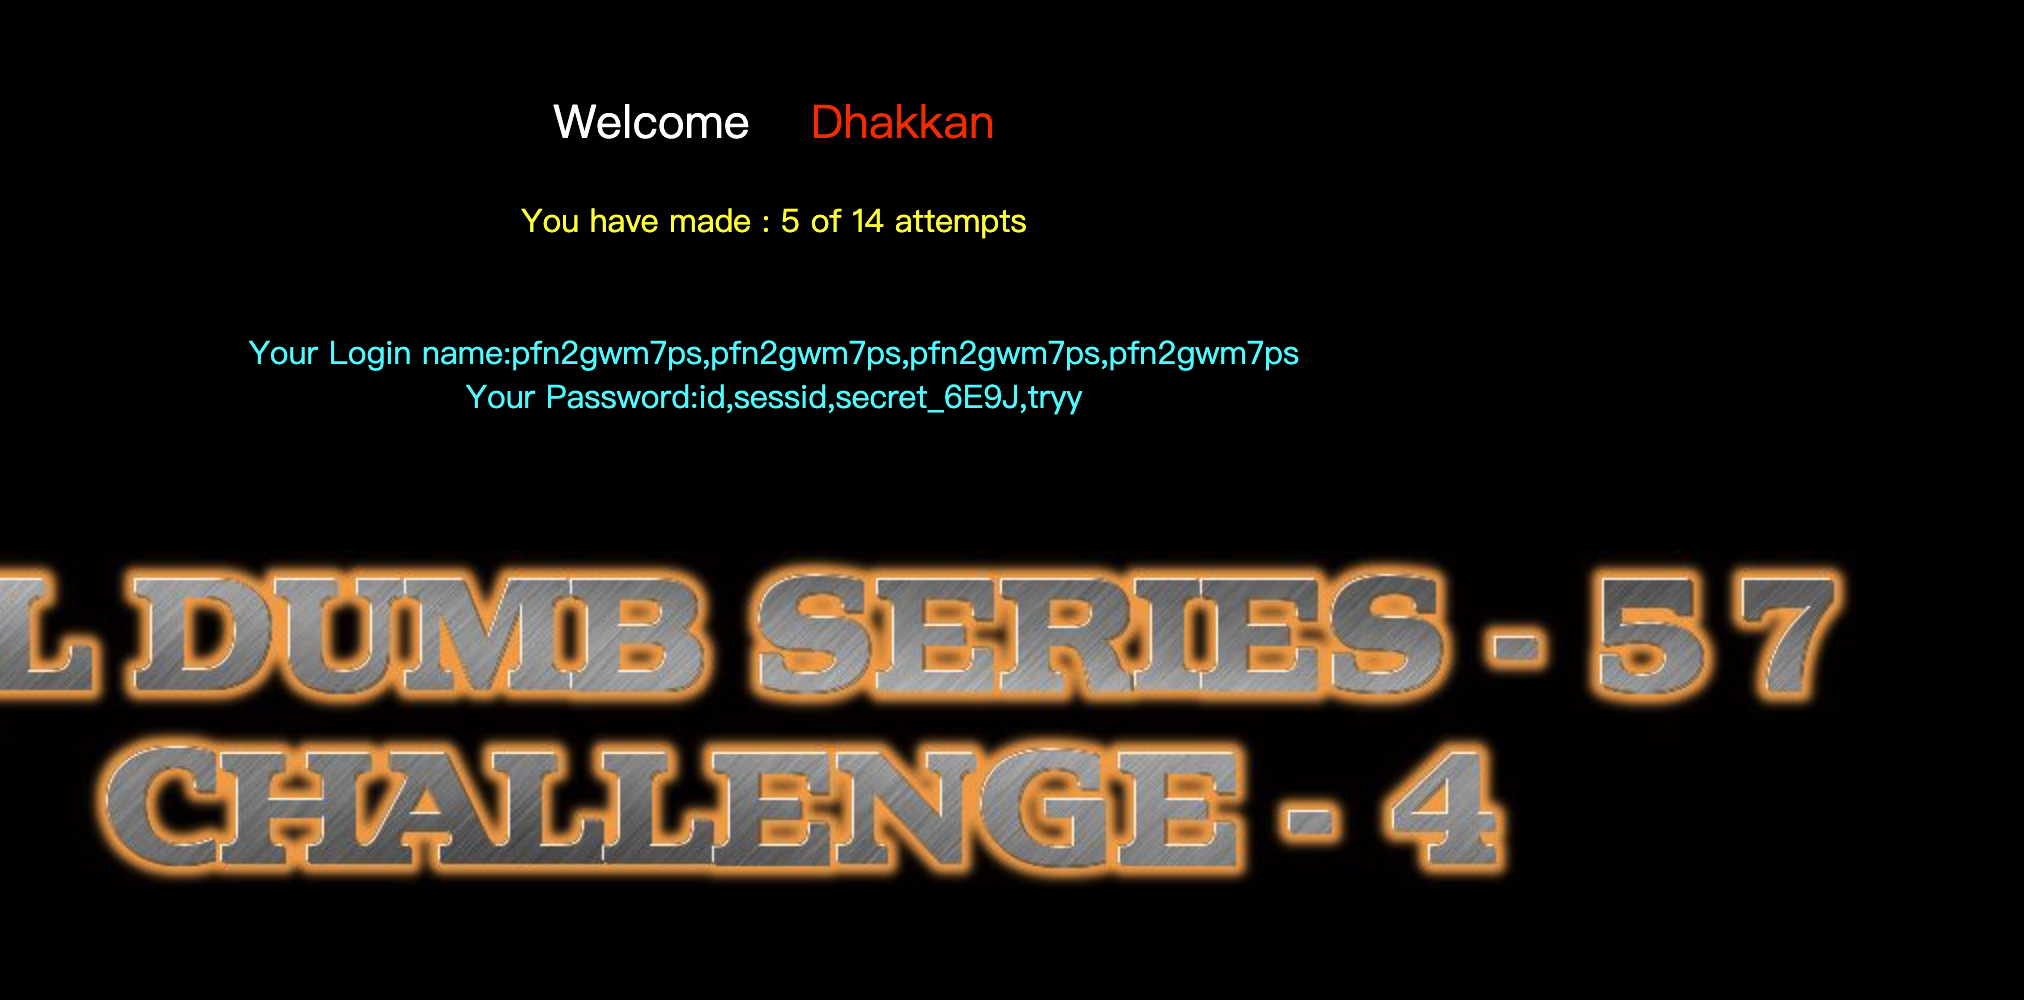 Welcome Dhakkan
You have made : 5 of 14 attempts
Your Login name:pfn2gwm7ps,pfn2gwm7ps,pfn2gwm7ps,pfn2gwm7ps
Your Password:id,sessid,secret_6E9J,tryy
L DUMB SERIES - 57
CHALLENGE - 4